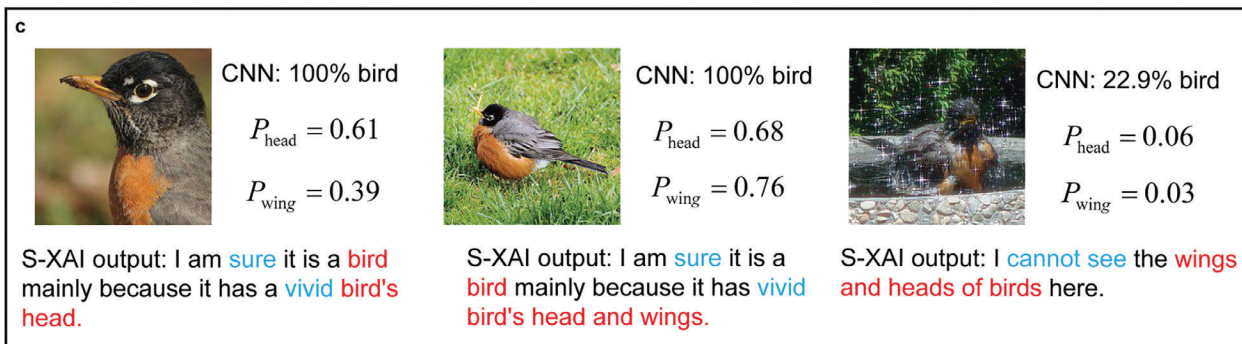 c
CNN: 100% bird
P_head = 0.61
P_wing = 0.39
S-XAI output: I am sure it is a bird
mainly because it has a vivid bird's
head.
CNN: 100% bird
P_head = 0.68
P_wing = 0.76
S-XAI output: I am sure it is a
bird mainly because it has vivid
bird's head and wings.
CNN: 22.9% bird
P_head = 0.06
P_wing = 0.03
S-XAI output: I cannot see the wings
and heads of birds here.